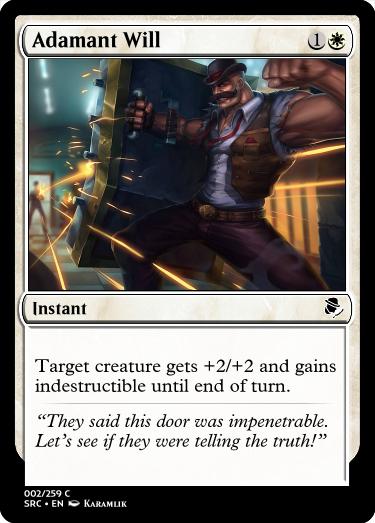 Adamant Will 1
Instant
Target creature gets +2/+2 and gains
indestructible until end of turn.
“They said this door was impenetrable.
Let’s see if they were telling the truth!”
002/259 C
SRC • EN Karamlik